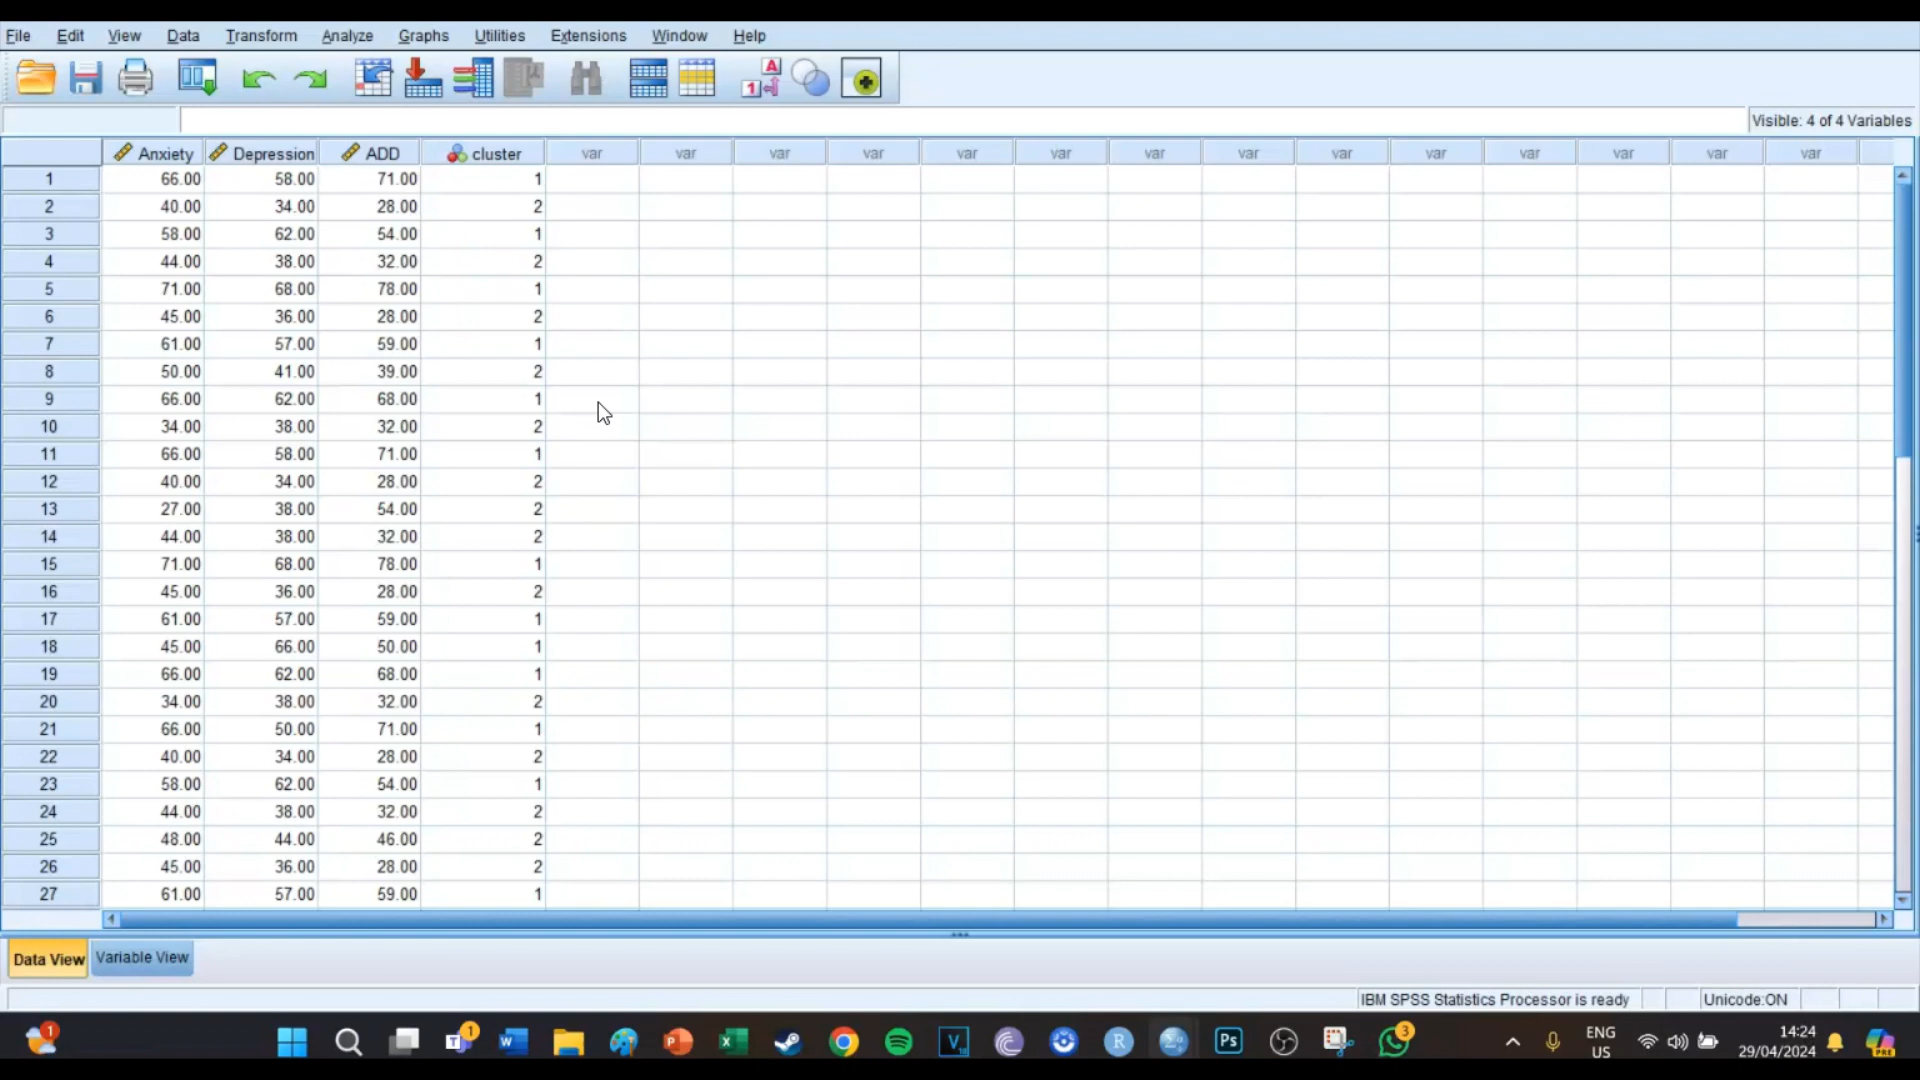 File Edit View Data Transform Analyze Graphs Utilities Extensions Window Help
Visible: 4 of 4 Variables
Anxiety Depression ADD cluster var var var var var var var var var var var var var var
1 66.00 58.00 71.00 1
2 40.00 34.00 28.00 2
3 58.00 62.00 54.00 1
4 44.00 38.00 32.00 2
5 71.00 68.00 78.00 1
6 45.00 36.00 28.00 2
7 61.00 57.00 59.00 1
8 50.00 41.00 39.00 2
9 66.00 62.00 68.00 1
10 34.00 38.00 32.00 2
11 66.00 58.00 71.00 1
12 40.00 34.00 28.00 2
13 27.00 38.00 54.00 2
14 44.00 38.00 32.00 2
15 71.00 68.00 78.00 1
16 45.00 36.00 28.00 2
17 61.00 57.00 59.00 1
18 45.00 66.00 50.00 1
19 66.00 62.00 68.00 1
20 34.00 38.00 32.00 2
21 66.00 50.00 71.00 1
22 40.00 34.00 28.00 2
23 58.00 62.00 54.00 1
24 44.00 38.00 32.00 2
25 48.00 44.00 46.00 2
26 45.00 36.00 28.00 2
27 61.00 57.00 59.00 1
Data View Variable View
IBM SPSS Statistics Processor is ready Unicode:ON
ENG 14:24
US 29/04/2024